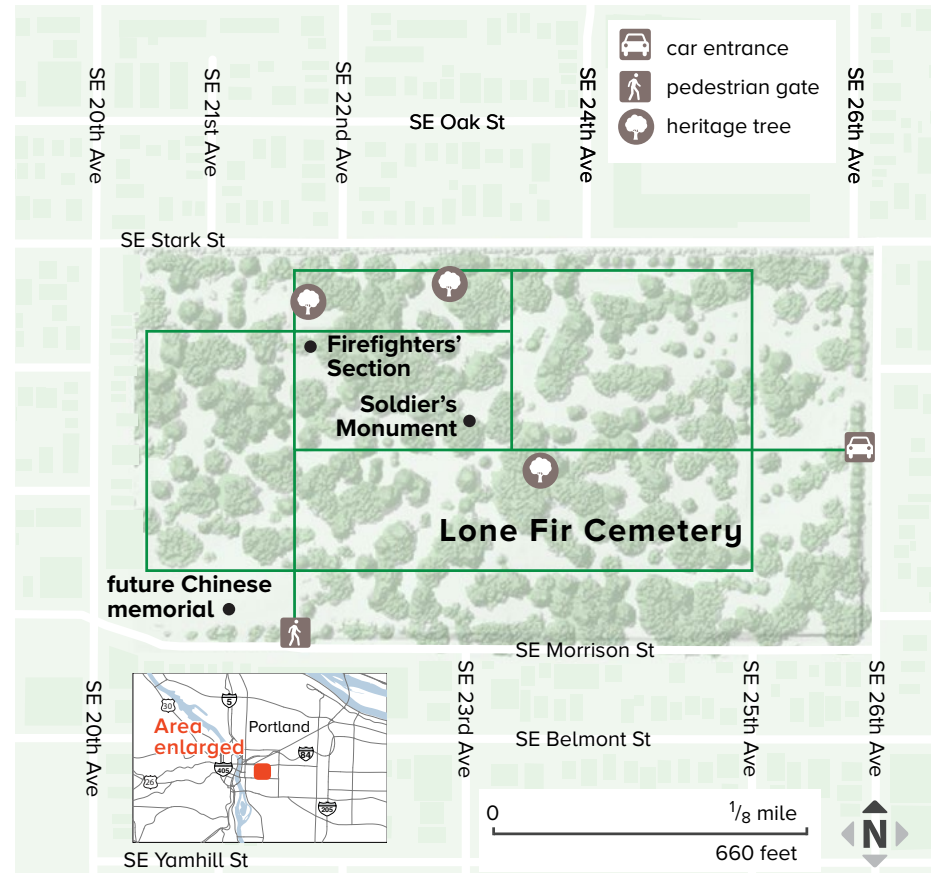 car entrance
pedestrian gate
heritage tree
SE 20th Ave
SE 21st Ave
SE 22nd Ave
SE 24th Ave
SE 26th Ave
SE Oak St
SE Stark St
Firefighters'
Section
Soldier's
Monument
Lone Fir Cemetery
future Chinese
memorial
SE Morrison St
SE 20th Ave
SE 23rd Ave
SE 25th Ave
SE 26th Ave
SE Belmont St
30
5
Area
enlarged
Portland
84
405
26
205
0
1/8 mile
660 feet
N
SE Yamhill St